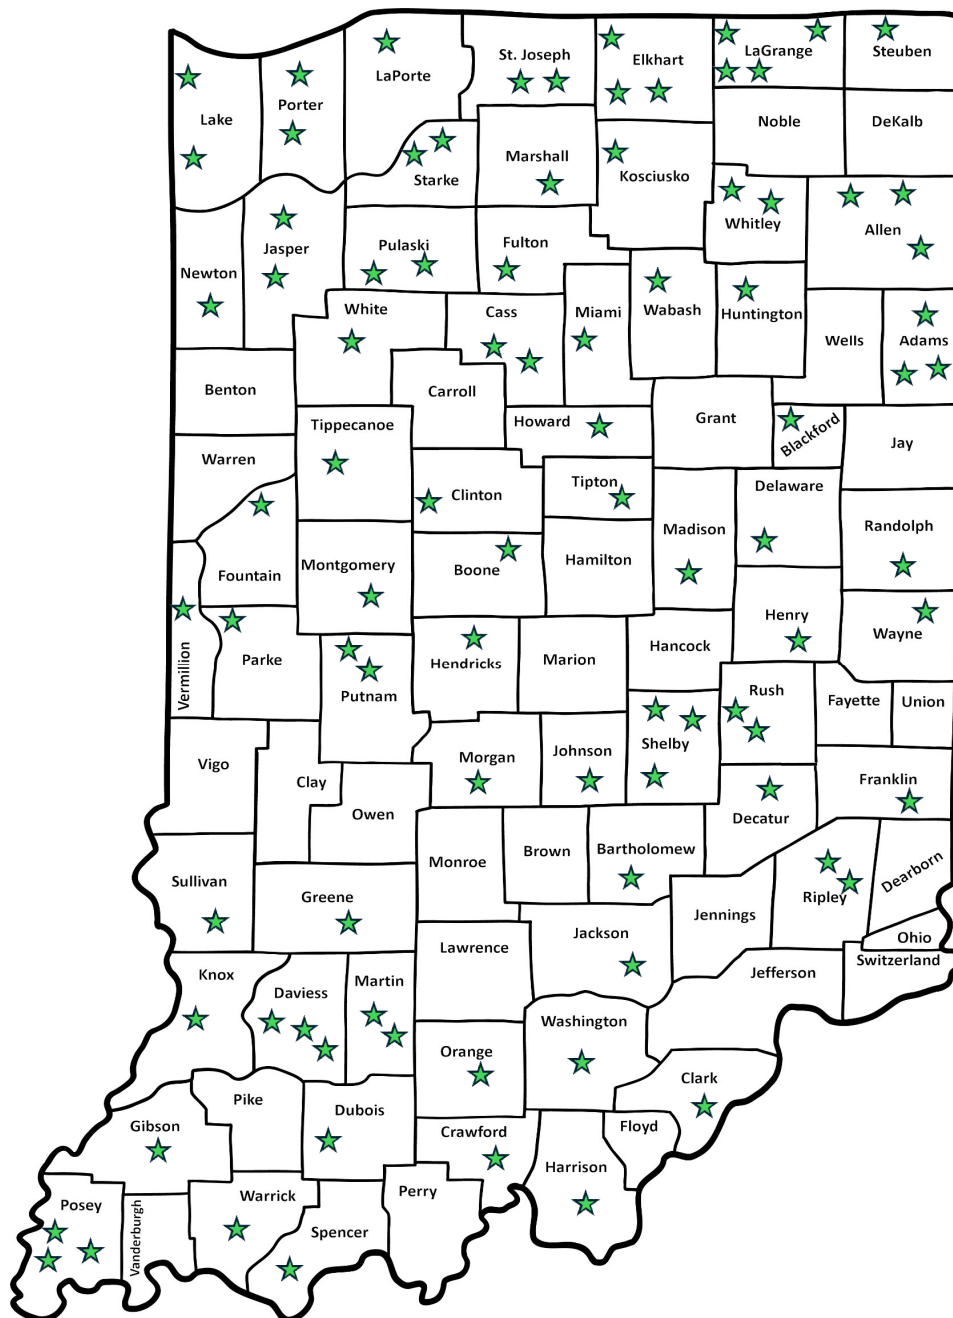 LaPorte
St. Joseph
Elkhart
LaGrange
Steuben
Lake
Porter
Noble
DeKalb
Starke
Marshall
Kosciusko
Whitley
Allen
Newton
Jasper
Pulaski
Fulton
White
Cass
Miami
Wabash
Huntington
Wells
Adams
Benton
Carroll
Tippecanoe
Howard
Grant
Blackford
Jay
Warren
Clinton
Tipton
Delaware
Madison
Randolph
Fountain
Montgomery
Boone
Hamilton
Henry
Wayne
Vermillion
Parke
Putnam
Hendricks
Marion
Hancock
Rush
Fayette
Union
Vigo
Clay
Morgan
Johnson
Shelby
Franklin
Owen
Decatur
Monroe
Brown
Bartholomew
Sullivan
Greene
Ripley
Dearborn
Jennings
Jackson
Ohio
Lawrence
Switzerland
Knox
Daviess
Martin
Jefferson
Washington
Orange
Clark
Pike
Dubois
Gibson
Crawford
Floyd
Harrison
Posey
Vanderburgh
Warrick
Perry
Spencer